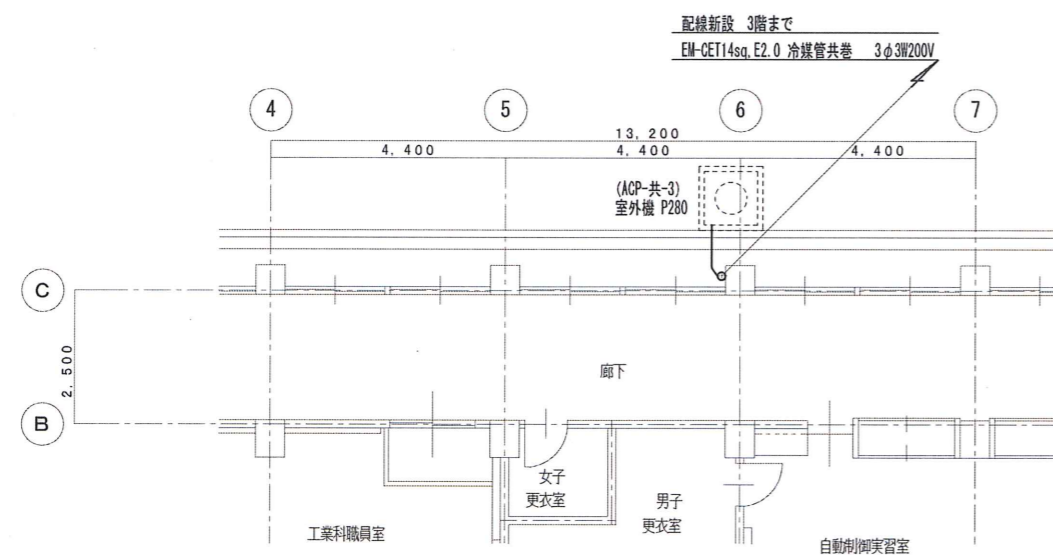 配線新設 3階まで
EM-CET14sq, E2.0 冷媒管共巻 3φ3W200V
4
5
6
7
13,200
4,400
4,400
4,400
(ACP-共-3)
室外機 P280
C
2,500
廊下
B
女子
更衣室
男子
更衣室
工業科職員室
自動制御実習室